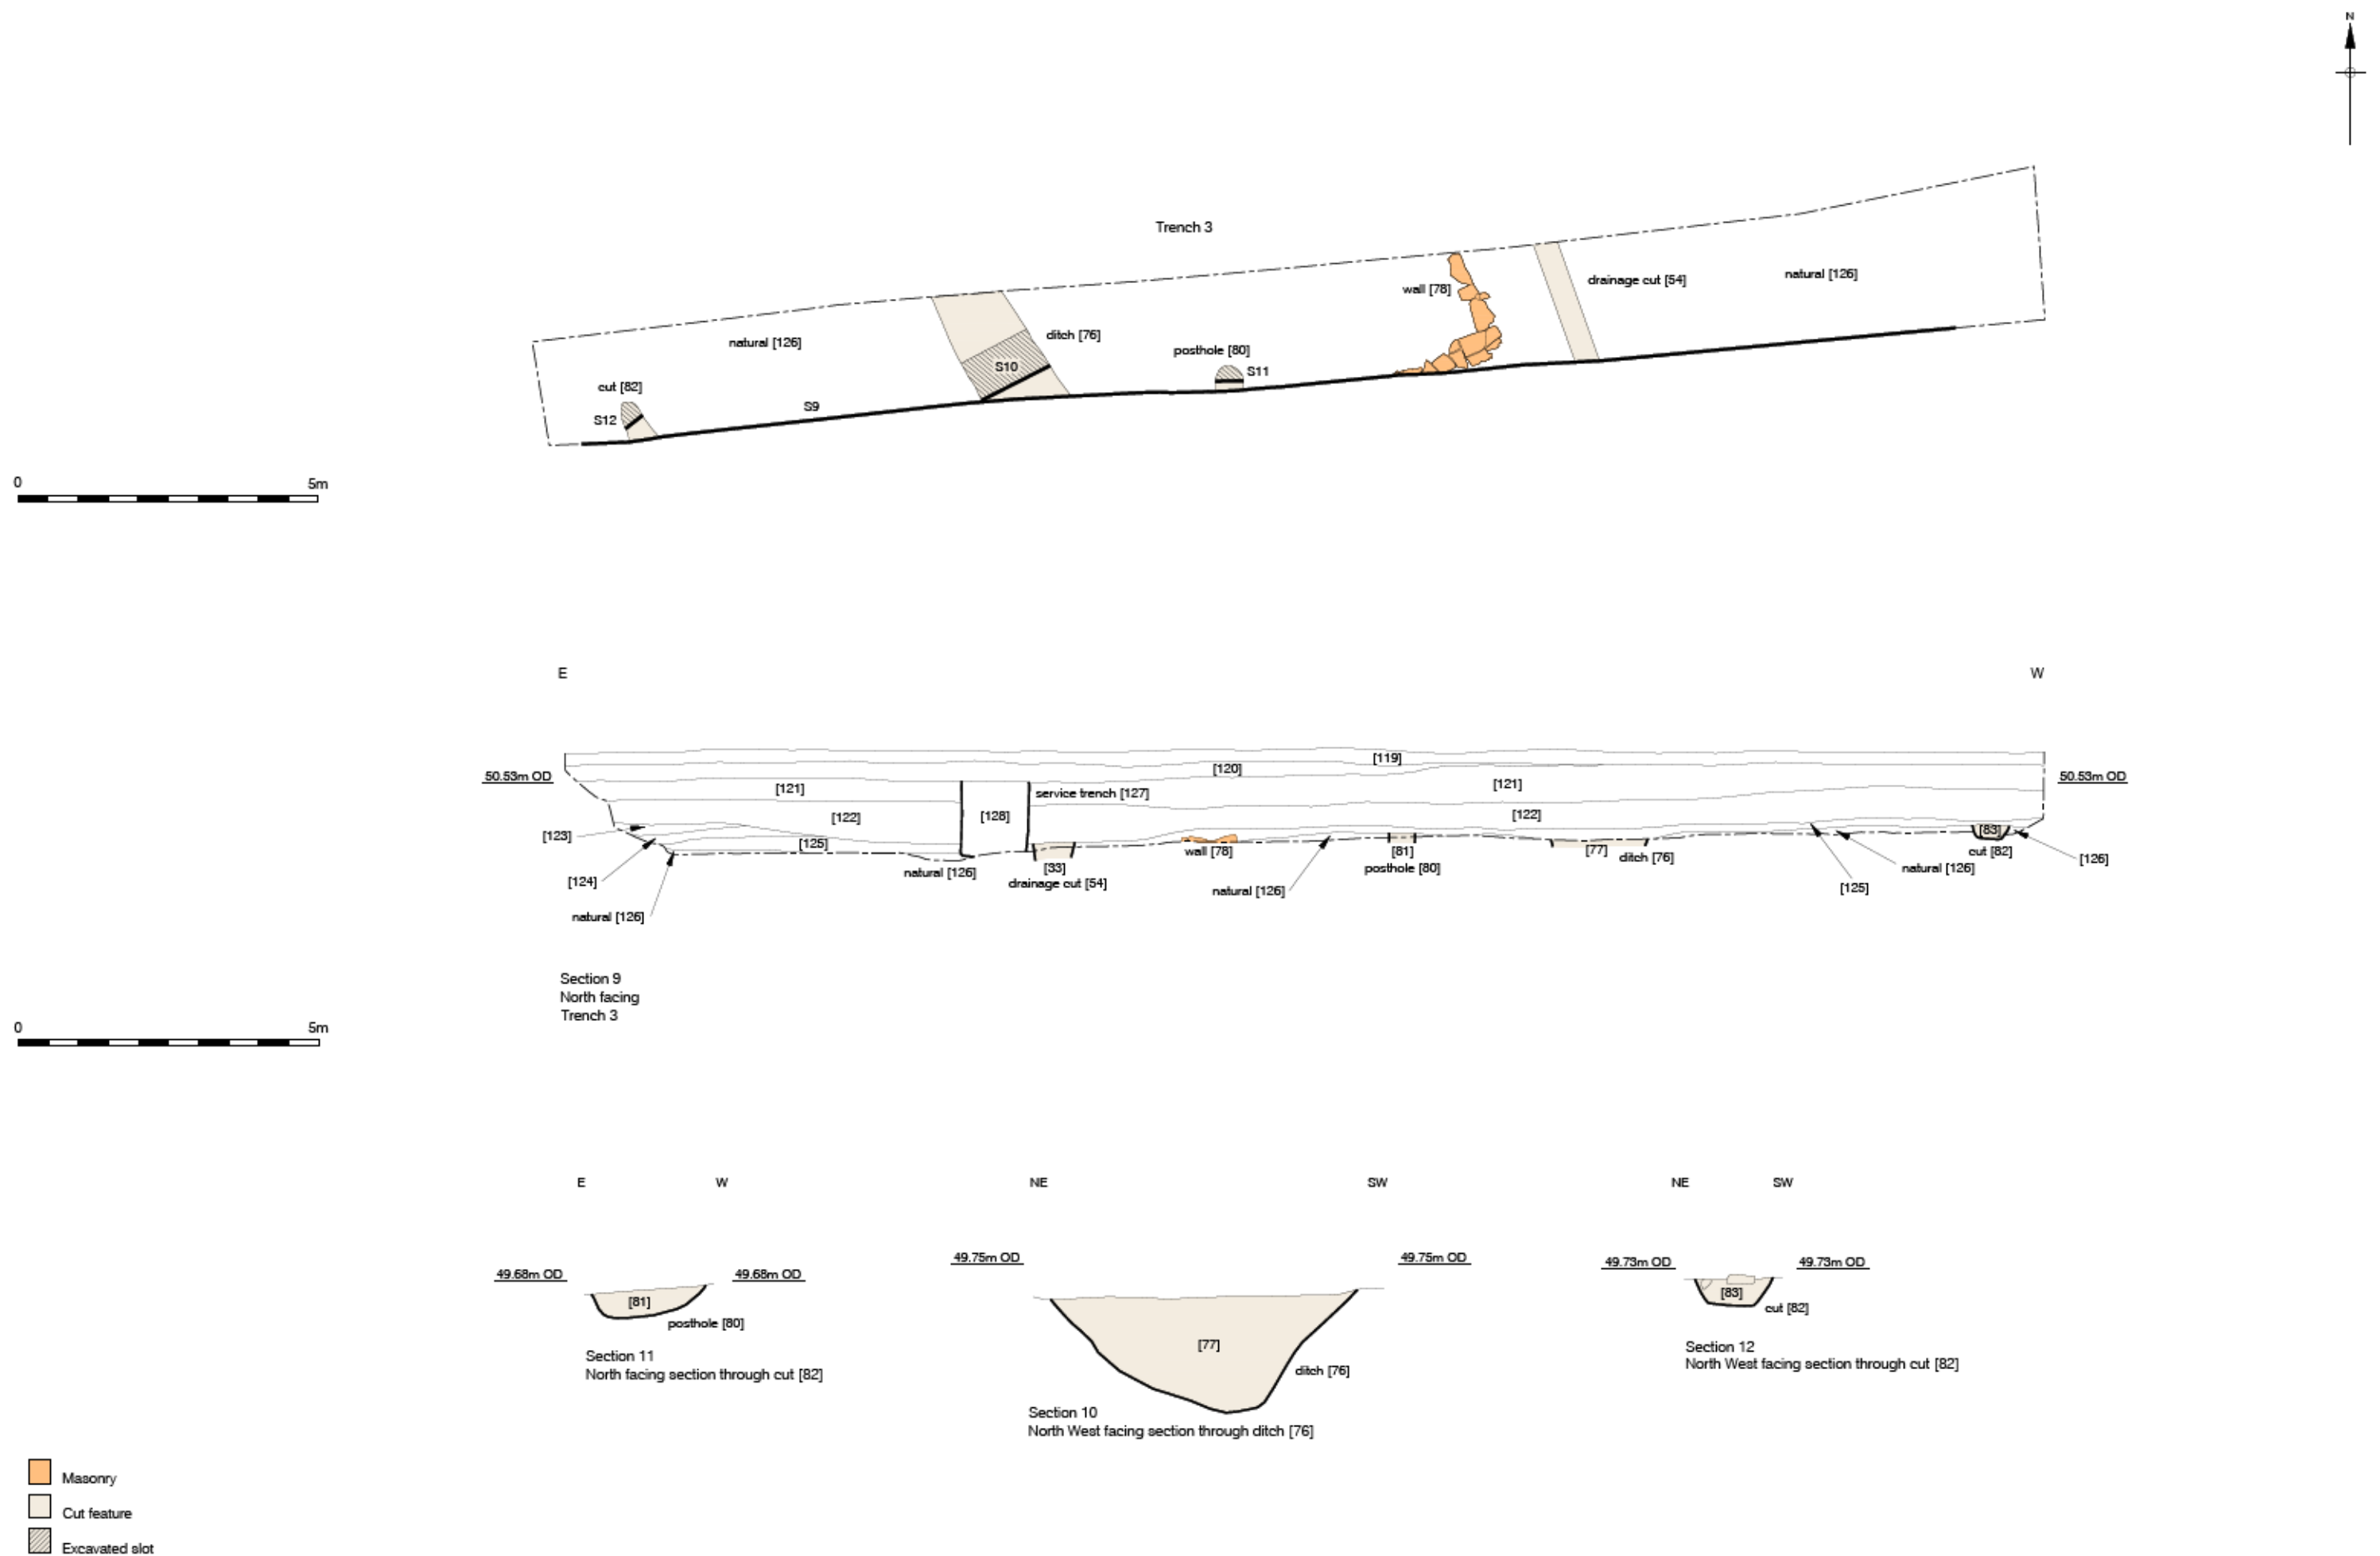 N
Trench 3
wall [78]
drainage cut [54]
natural [126]
natural [126]
ditch [76]
posthole [80]
S10
S11
cut [82]
S9
S12
0 5m
E W
[119]
[120]
50.53m OD
50.53m OD
[121]
service trench [127]
[121]
[122]
[128]
[122]
[123]
[125]
wall [78]
[81]
posthole [80]
[77]
ditch [76]
[83]
cut [82]
[126]
[124]
natural [126]
[33]
drainage cut [54]
natural [126]
natural [126]
[125]
natural [126]
Section 9
North facing
Trench 3
0 5m
E W
NE SW
NE SW
49.68m OD
49.68m OD
[81]
posthole [80]
Section 11
North facing section through cut [82]
49.75m OD
49.75m OD
[77]
ditch [76]
Section 10
North West facing section through ditch [76]
49.73m OD
49.73m OD
[83]
cut [82]
Section 12
North West facing section through cut [82]
Masonry
Cut feature
Excavated slot